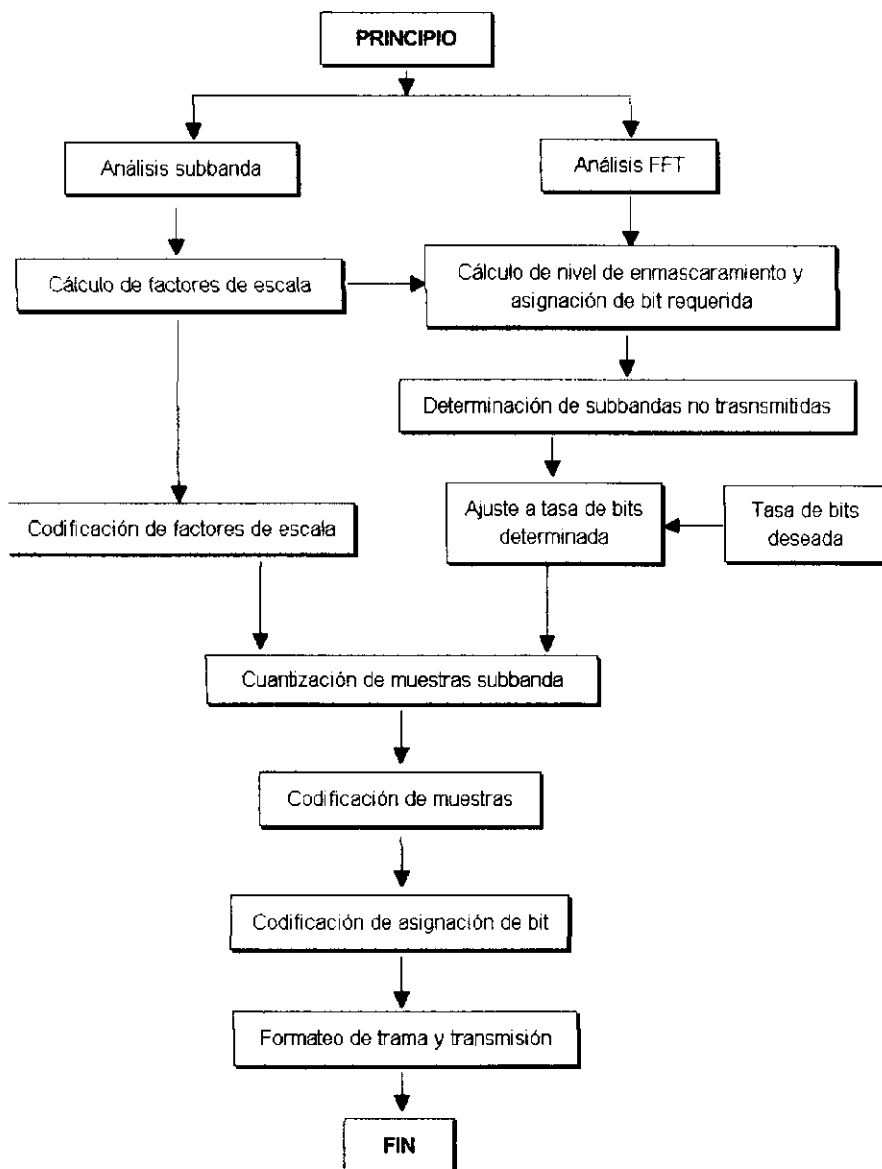 PRINCIPIO
Análisis subbanda
Análisis FFT
Cálculo de factores de escala
Cálculo de nivel de enmascaramiento y
asignación de bit requerida
Determinación de subbandas no trasnsmitidas
Codificación de factores de escala
Ajuste a tasa de bits
determinada
Tasa de bits
deseada
Cuantización de muestras subbanda
Codificación de muestras
Codificación de asignación de bit
Formateo de trama y transmisión
FIN